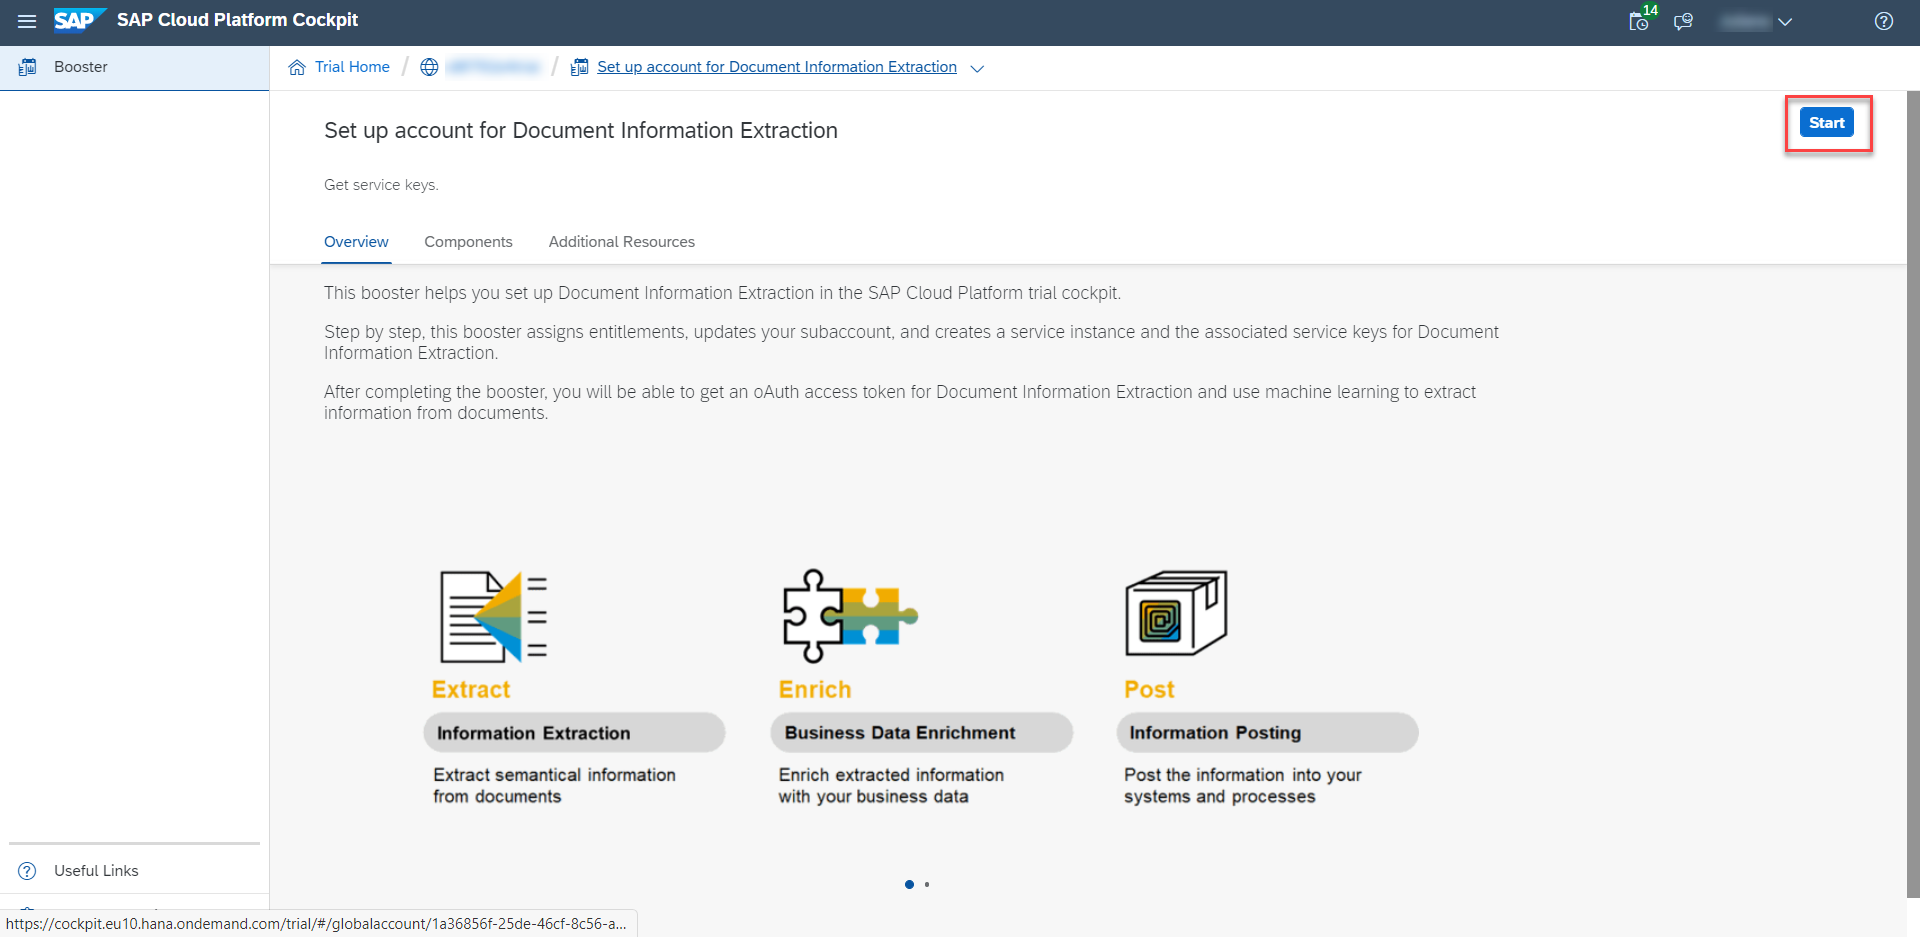 SAP SAP Cloud Platform Cockpit
14
Booster
Trial Home / / Set up account for Document Information Extraction
Set up account for Document Information Extraction
Start
Get service keys.
Overview Components Additional Resources
This booster helps you set up Document Information Extraction in the SAP Cloud Platform trial cockpit.
Step by step, this booster assigns entitlements, updates your subaccount, and creates a service instance and the associated service keys for Document
Information Extraction.
After completing the booster, you will be able to get an oAuth access token for Document Information Extraction and use machine learning to extract
information from documents.
Extract
Information Extraction
Extract semantical information
from documents
Enrich
Business Data Enrichment
Enrich extracted information
with your business data
Post
Information Posting
Post the information into your
systems and processes
Useful Links
https://cockpit.eu10.hana.ondemand.com/trial/#/globalaccount/1a36856f-25de-46cf-8c56-a...